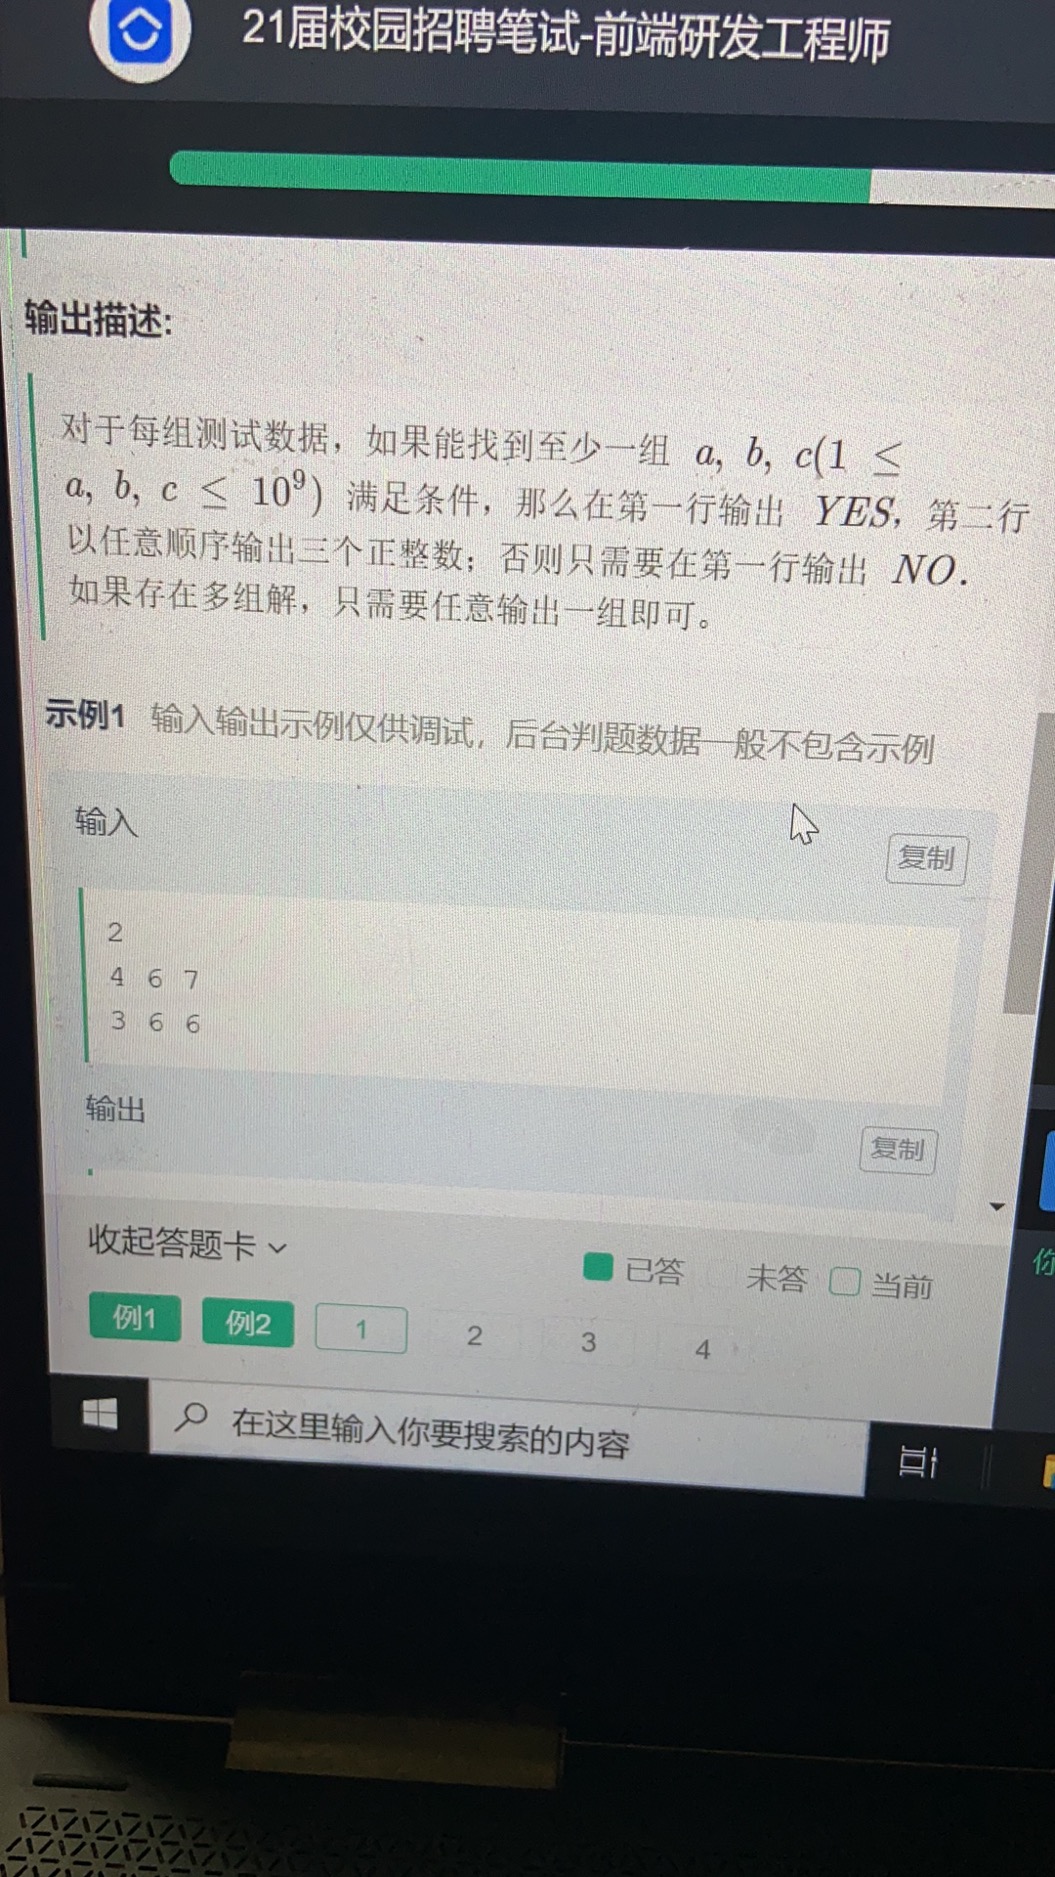 21届校园招聘笔试-前端研发工程师
输出描述:
对于每组测试数据，如果能找到至少一组 a, b, c(1 ≤
a, b, c ≤ 10⁹) 满足条件，那么在第一行输出 YES，第二行
以任意顺序输出三个正整数；否则只需要在第一行输出 NO.
如果存在多组解，只需要任意输出一组即可。
示例1 输入输出示例仅供调试，后台判题数据一般不包含示例
输入
复制
2
4 6 7
3 6 6
输出
复制
收起答题卡
已答 未答 当前
例1 例2 1 2 3 4
在这里输入你要搜索的内容